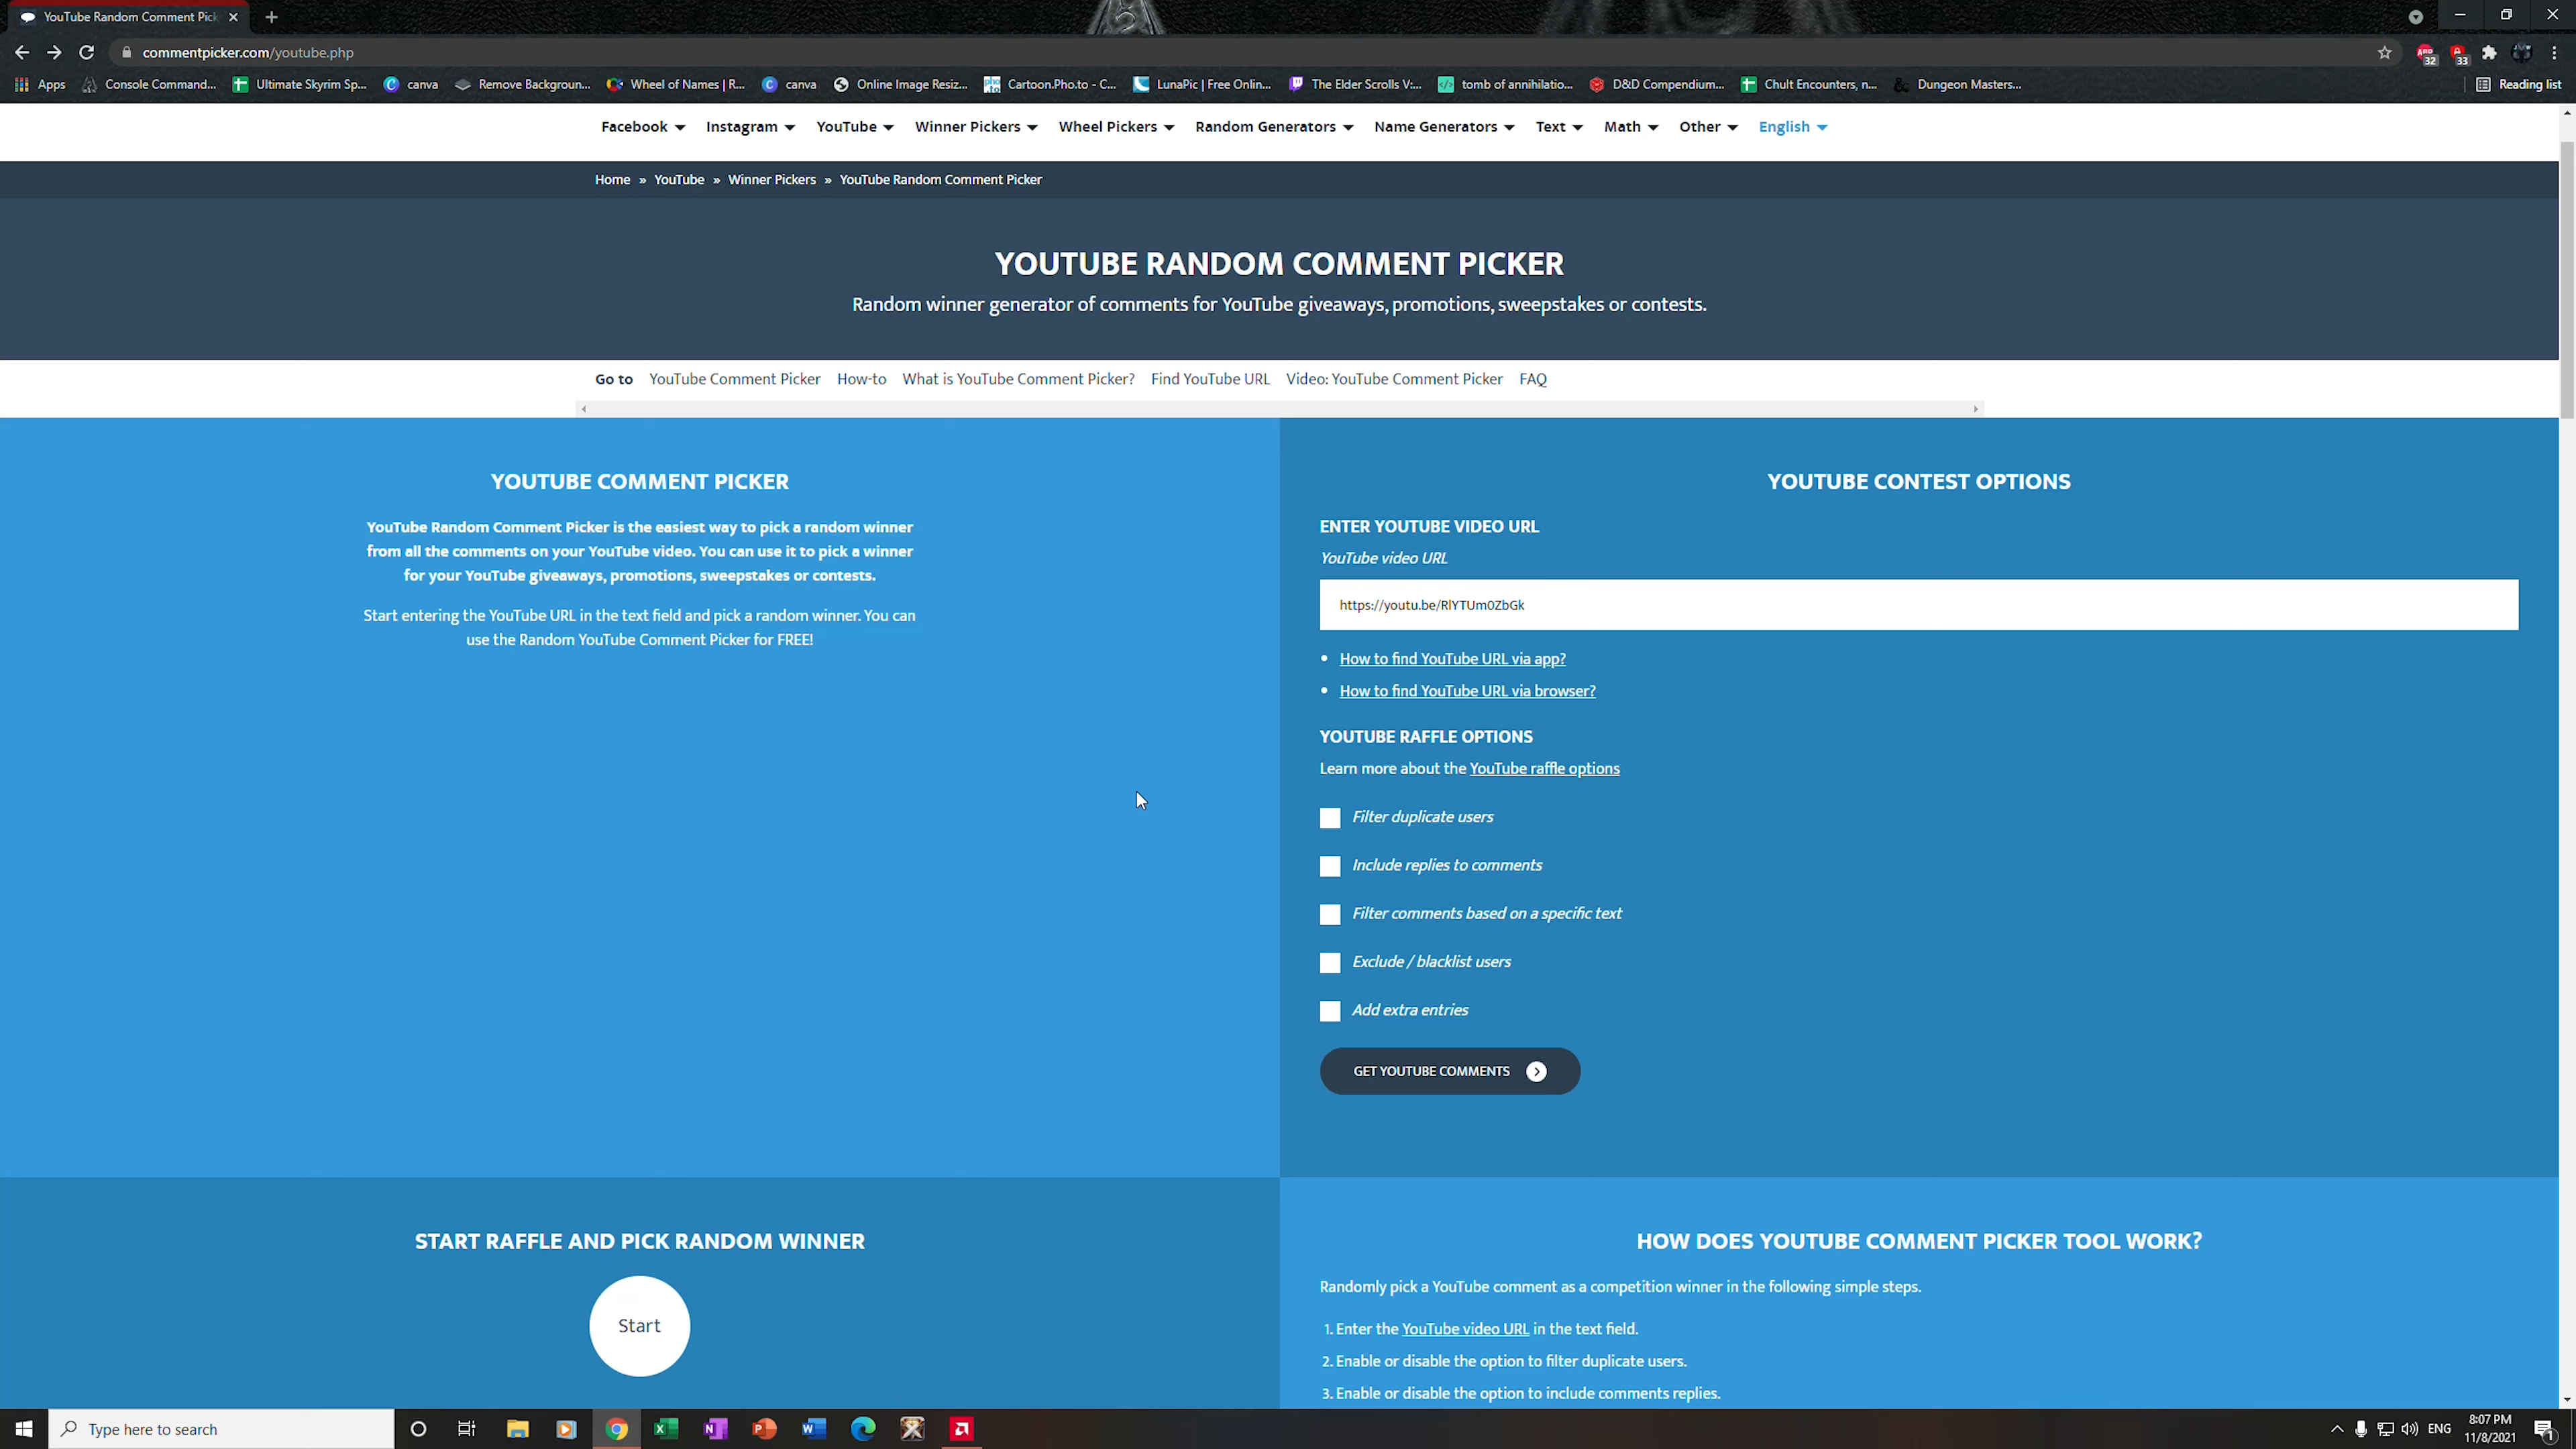 YouTube Random Comment Pick
commentpicker.com/youtube.php
Apps Console Command... Ultimate Skyrim Sp... canva Remove Backgroun... Wheel of Names | R... canva Online Image Resiz... Cartoon.Pho.to - C... LunaPic | Free Onlin... The Elder Scrolls V:... tomb of annihilatio... D&D Compendium... Chult Encounters, n... Dungeon Masters... Reading list
32 33
Facebook Instagram YouTube Winner Pickers Wheel Pickers Random Generators Name Generators Text Math Other English
Home » YouTube » Winner Pickers » YouTube Random Comment Picker
YOUTUBE RANDOM COMMENT PICKER
Random winner generator of comments for YouTube giveaways, promotions, sweepstakes or contests.
Go to YouTube Comment Picker How-to What is YouTube Comment Picker? Find YouTube URL Video: YouTube Comment Picker FAQ
YOUTUBE COMMENT PICKER
YouTube Random Comment Picker is the easiest way to pick a random winner
from all the comments on your YouTube video. You can use it to pick a winner
for your YouTube giveaways, promotions, sweepstakes or contests.
Start entering the YouTube URL in the text field and pick a random winner. You can
use the Random YouTube Comment Picker for FREE!
YOUTUBE CONTEST OPTIONS
ENTER YOUTUBE VIDEO URL
YouTube video URL
https://youtu.be/RlYTUm0ZbGk
• How to find YouTube URL via app?
• How to find YouTube URL via browser?
YOUTUBE RAFFLE OPTIONS
Learn more about the YouTube raffle options
Filter duplicate users
Include replies to comments
Filter comments based on a specific text
Exclude / blacklist users
Add extra entries
GET YOUTUBE COMMENTS
START RAFFLE AND PICK RANDOM WINNER
Start
HOW DOES YOUTUBE COMMENT PICKER TOOL WORK?
Randomly pick a YouTube comment as a competition winner in the following simple steps.
1. Enter the YouTube video URL in the text field.
2. Enable or disable the option to filter duplicate users.
3. Enable or disable the option to include comments replies.
Type here to search
ENG
8:07 PM
11/8/2021
1